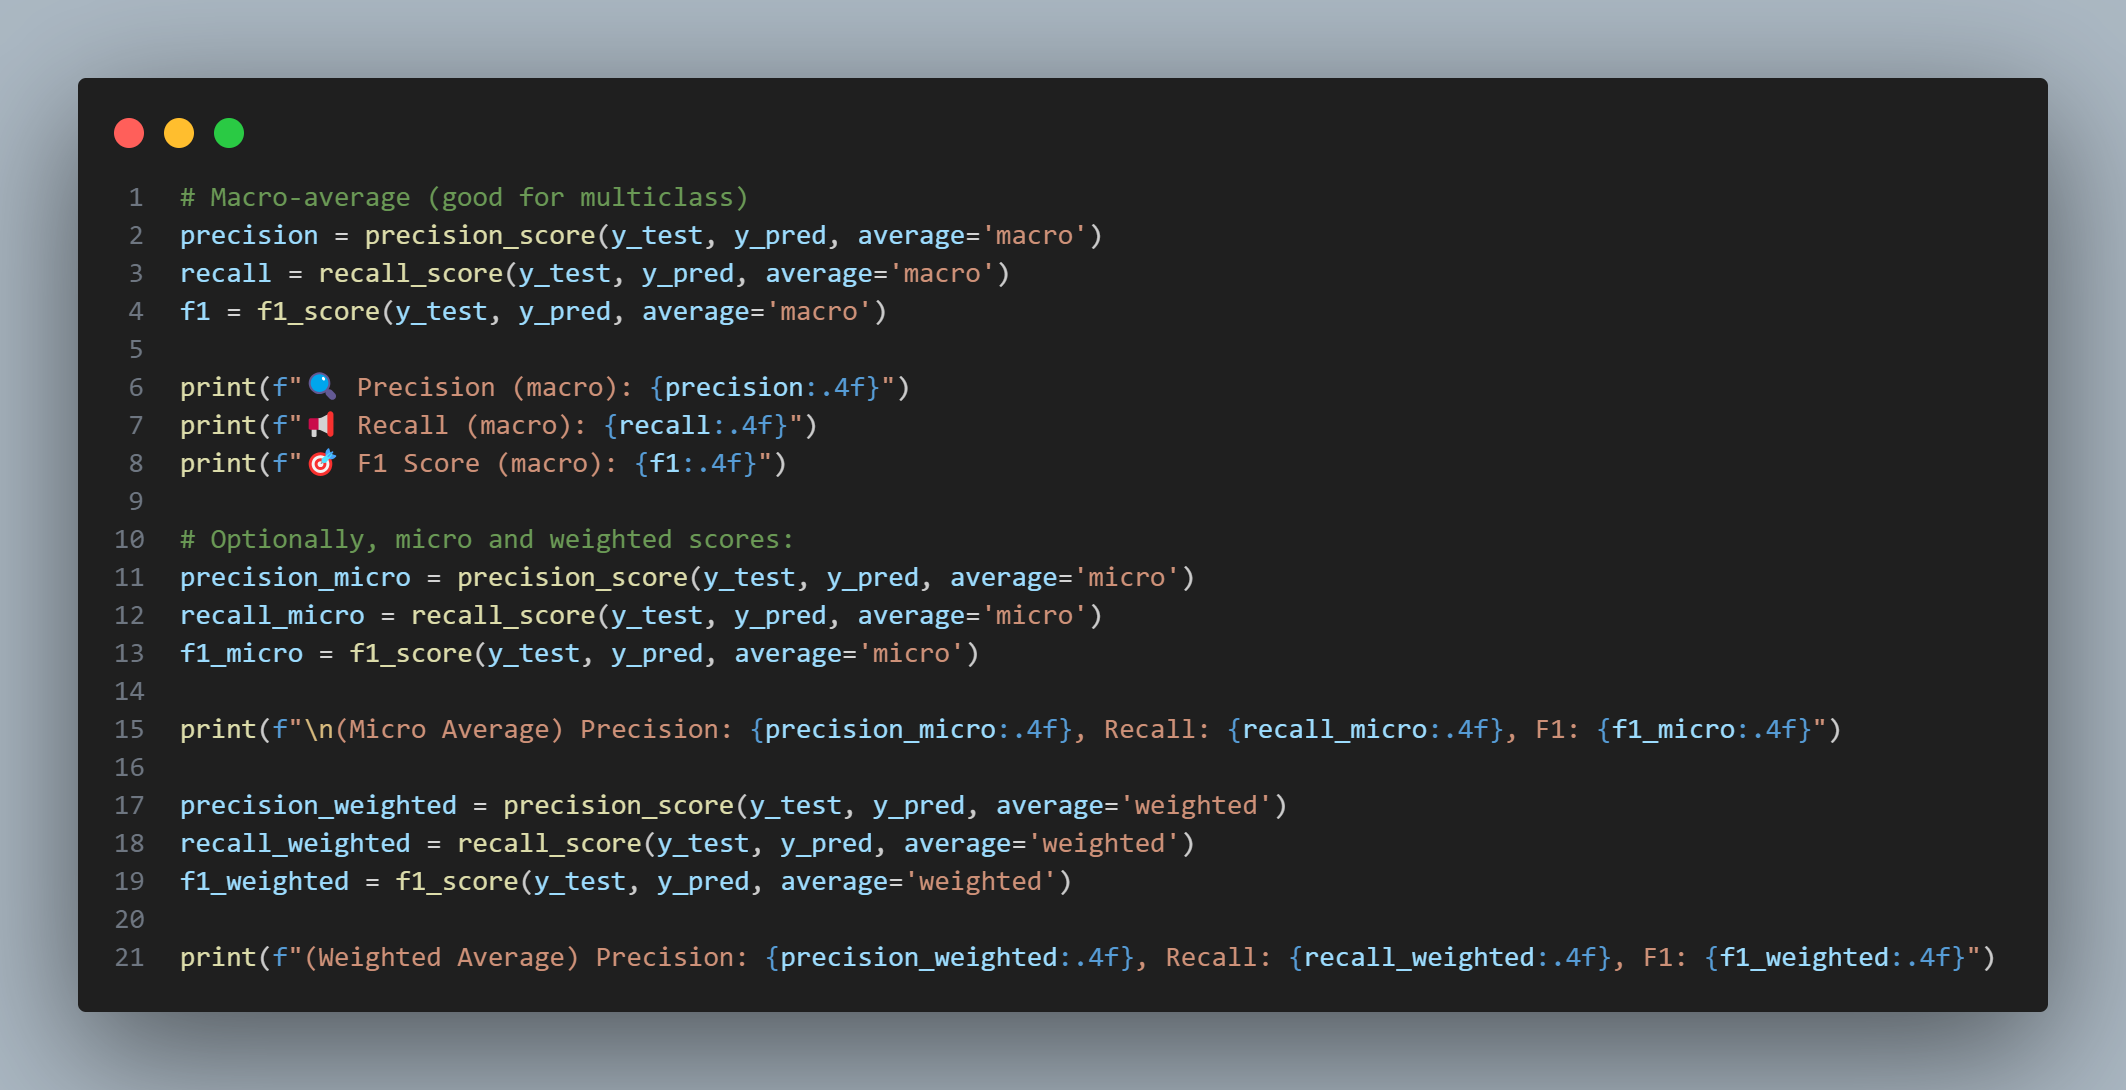 1 # Macro-average (good for multiclass)
2 precision = precision_score(y_test, y_pred, average='macro')
3 recall = recall_score(y_test, y_pred, average='macro')
4 f1 = f1_score(y_test, y_pred, average='macro')
5
6 print(f"🔍 Precision (macro): {precision:.4f}")
7 print(f"📢 Recall (macro): {recall:.4f}")
8 print(f"🎯 F1 Score (macro): {f1:.4f}")
9
10 # Optionally, micro and weighted scores:
11 precision_micro = precision_score(y_test, y_pred, average='micro')
12 recall_micro = recall_score(y_test, y_pred, average='micro')
13 f1_micro = f1_score(y_test, y_pred, average='micro')
14
15 print(f"\n(Micro Average) Precision: {precision_micro:.4f}, Recall: {recall_micro:.4f}, F1: {f1_micro:.4f}")
16
17 precision_weighted = precision_score(y_test, y_pred, average='weighted')
18 recall_weighted = recall_score(y_test, y_pred, average='weighted')
19 f1_weighted = f1_score(y_test, y_pred, average='weighted')
20
21 print(f"(Weighted Average) Precision: {precision_weighted:.4f}, Recall: {recall_weighted:.4f}, F1: {f1_weighted:.4f}")